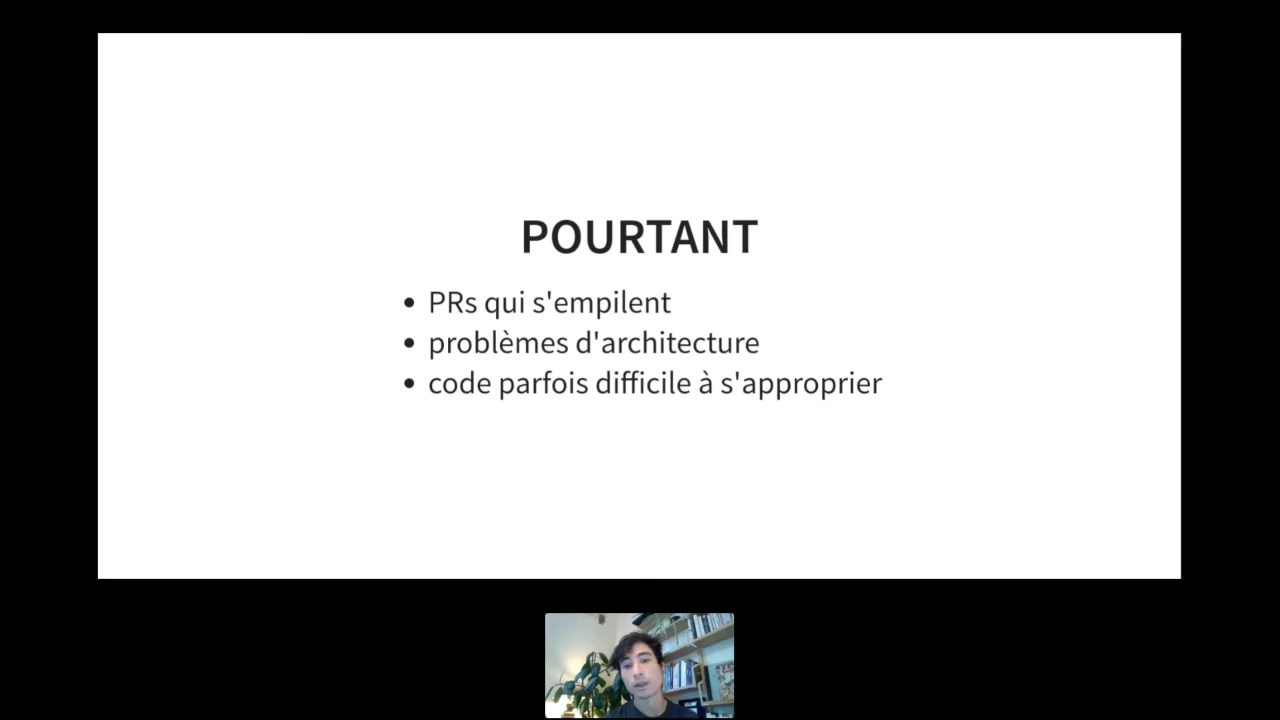 POURTANT
• PRs qui s'empilent
• problèmes d'architecture
• code parfois difficile à s'approprier